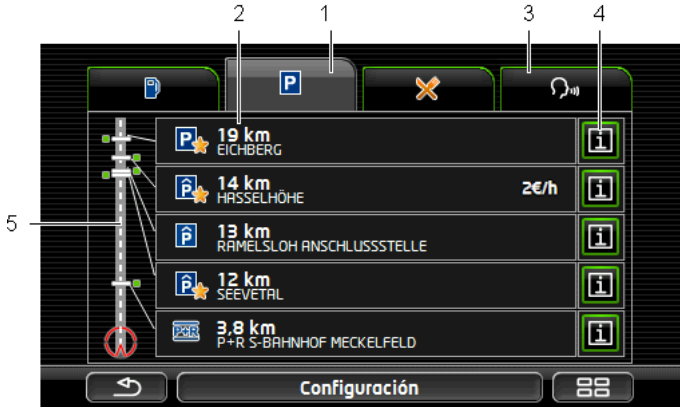 2 1 3 4
P
P 19 km
EICHBERG
i
P 14 km 2€/h
HASSELHÖHE
i
P 13 km
RAMELSLOH ANSCHLUSSSTELLE
i
5
P 12 km
SEEVETAL
i
P+R 3,8 km
P+R S-BAHNHOF MECKELFELD
i
Configuración